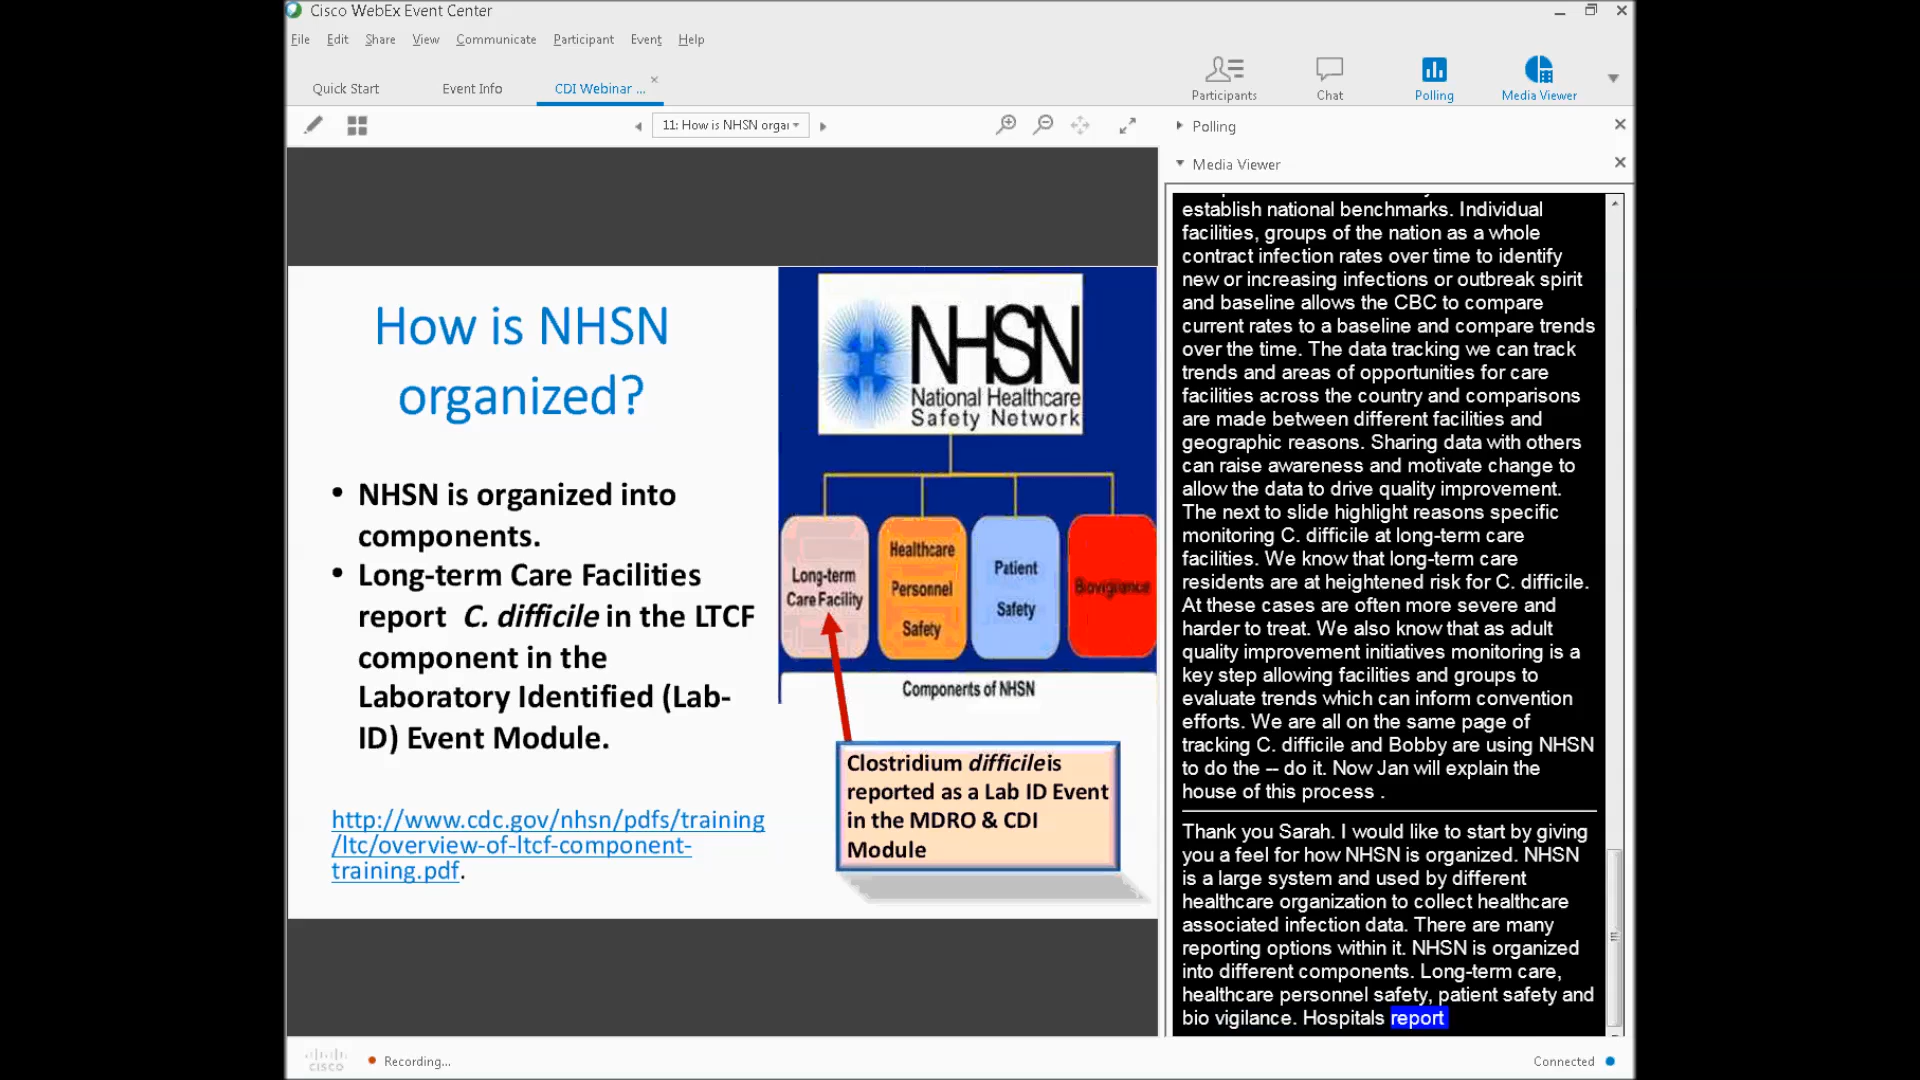 Cisco WebEx Event Center
File Edit Share View Communicate Participant Event Help
Quick Start Event Info CDI Webinar ...
Participants Chat Polling Media Viewer
11: How is NHSN orgai
Polling
Media Viewer
How is NHSN
organized?
• NHSN is organized into
components.
• Long-term Care Facilities
report C. difficile in the LTCF
component in the
Laboratory Identified (Lab-
ID) Event Module.
http://www.cdc.gov/nhsn/pdfs/training
/ltc/overview-of-ltcf-component-
training.pdf.
NHSN
National Healthcare
Safety Network
Long-term
Care Facility
Healthcare
Personnel
Safety
Patient
Safety
Biovigilance
Components of NHSN
Clostridium difficile is
reported as a Lab ID Event
in the MDRO & CDI
Module
establish national benchmarks. Individual
facilities, groups of the nation as a whole
contract infection rates over time to identify
new or increasing infections or outbreak spirit
and baseline allows the CBC to compare
current rates to a baseline and compare trends
over the time. The data tracking we can track
trends and areas of opportunities for care
facilities across the country and comparisons
are made between different facilities and
geographic reasons. Sharing data with others
can raise awareness and motivate change to
allow the data to drive quality improvement.
The next to slide highlight reasons specific
monitoring C. difficile at long-term care
facilities. We know that long-term care
residents are at heightened risk for C. difficile.
At these cases are often more severe and
harder to treat. We also know that as adult
quality improvement initiatives monitoring is a
key step allowing facilities and groups to
evaluate trends which can inform convention
efforts. We are all on the same page of
tracking C. difficile and Bobby are using NHSN
to do the -- do it. Now Jan will explain the
house of this process .
Thank you Sarah. I would like to start by giving
you a feel for how NHSN is organized. NHSN
is a large system and used by different
healthcare organization to collect healthcare
associated infection data. There are many
reporting options within it. NHSN is organized
into different components. Long-term care,
healthcare personnel safety, patient safety and
bio vigilance. Hospitals report
cisco
Recording...
Connected